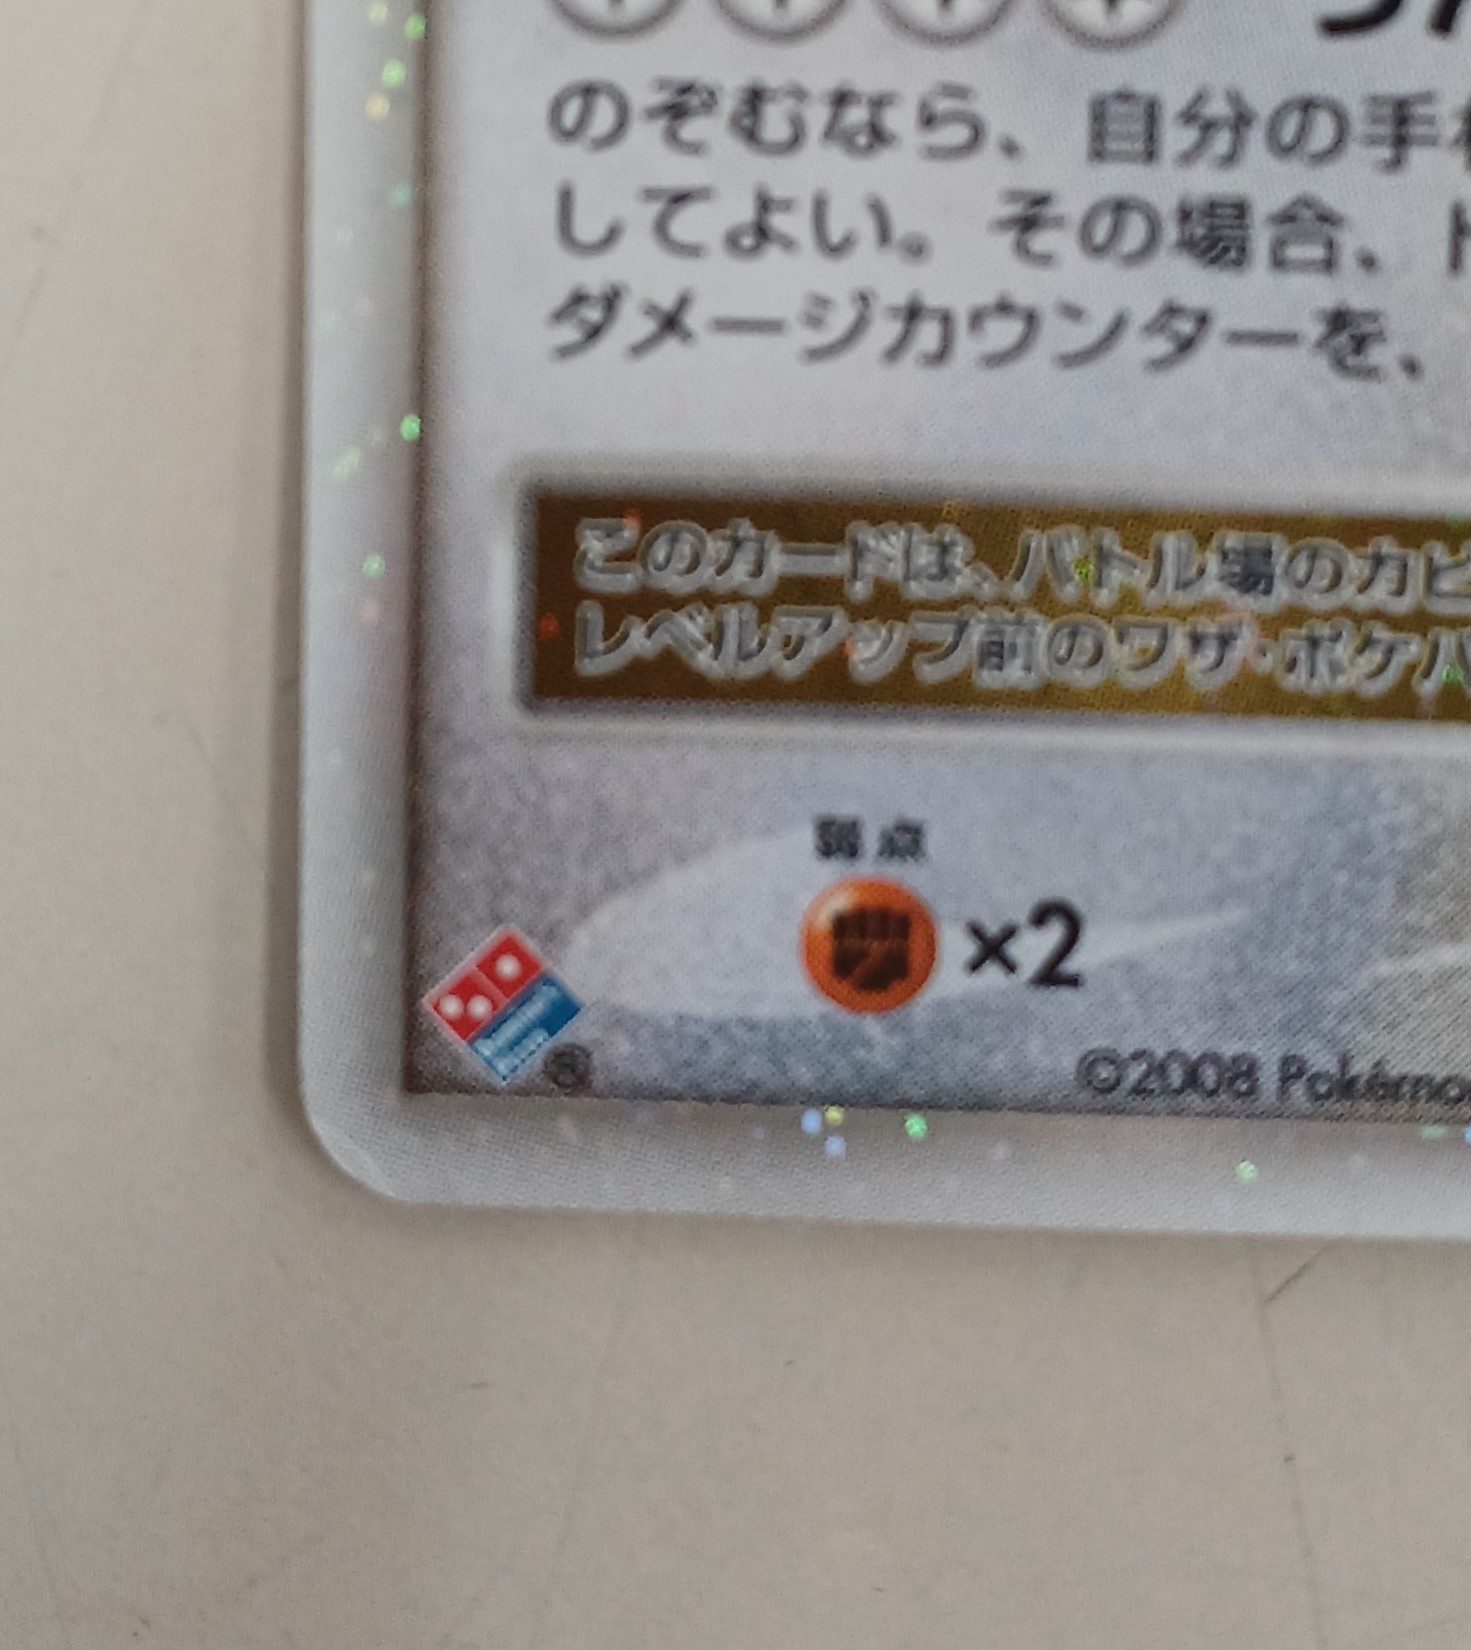 のぞむなら、自分の手
してよい。その場合、ト
ダメージカウンターを、
このカードは、バトル場のカビ
レベルアップ前のワザ・ポケパ
弱点
×2
Domino's
Pizza
®
©2008 Pokémo